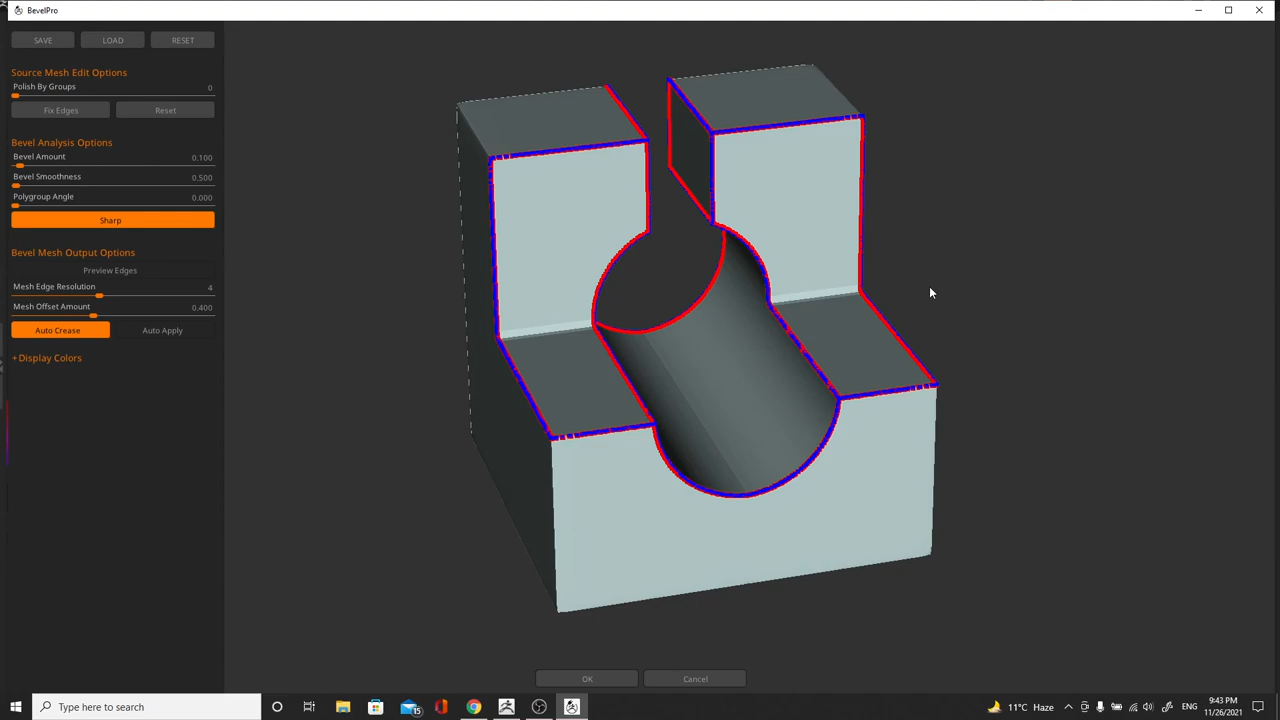 BevelPro
SAVE LOAD RESET
Source Mesh Edit Options
Polish By Groups 0
Fix Edges Reset
Bevel Analysis Options
Bevel Amount 0.100
Bevel Smoothness 0.500
Polygroup Angle 0.000
Sharp
Bevel Mesh Output Options
Preview Edges
Mesh Edge Resolution 4
Mesh Offset Amount 0.400
Auto Crease Auto Apply
+Display Colors
OK Cancel
Type here to search
15
11°C Haze
9:43 PM
11/26/2021